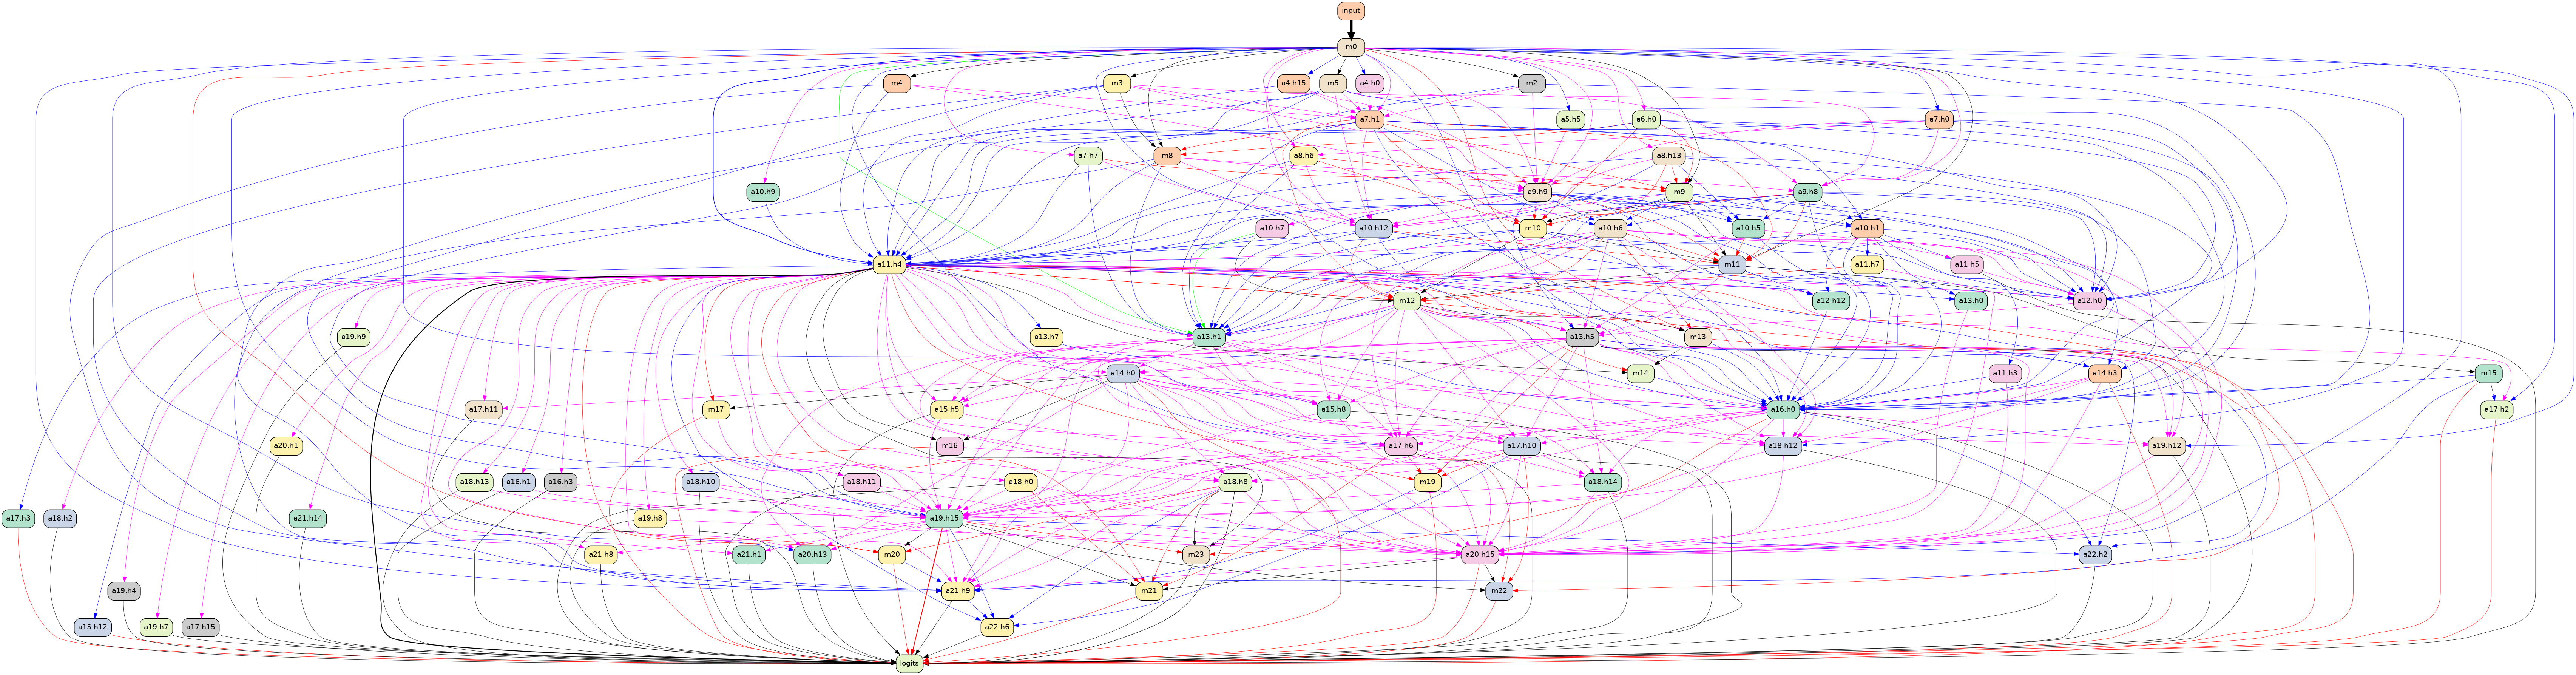 input
m0
m4 m3 a4.h15 m5 a4.h0 m2
a7.h1 a5.h5 a6.h0 a7.h0
a7.h7 m8 a8.h6 a8.h13
a10.h9 a9.h9 m9 a9.h8
a10.h7 a10.h12 m10 a10.h6 a10.h5 a10.h1
a11.h4 m11 a11.h7 a11.h5
m12 a12.h12 a13.h0 a12.h0
a19.h9 a13.h7 a13.h1 a13.h5 m13
a14.h0 m14 a11.h3 a14.h3 m15
a17.h11 m17 a15.h5 a15.h8 a16.h0 a17.h2
a20.h1 m16 a17.h6 a17.h10 a18.h12 a19.h12
a18.h13 a16.h1 a16.h3 a18.h10 a18.h11 a18.h0 m19 a18.h8 a18.h14
a17.h3 a18.h2 a21.h14 a19.h8 a19.h15
a21.h8 a21.h1 a20.h13 m20 m23 a20.h15 a22.h2
a19.h4 a21.h9 m21 m22
a15.h12 a19.h7 a17.h15 a22.h6
logits